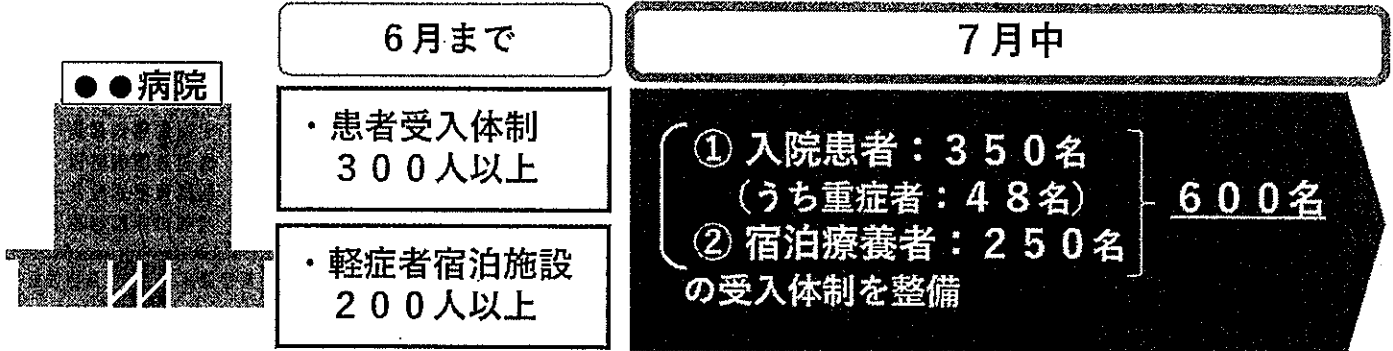 ●●病院
6月まで
・患者受入体制
300人以上
・軽症者宿泊施設
200人以上
7月中
① 入院患者：350名
（うち重症者：48名）
② 宿泊療養者：250名
の受入体制を整備
600名